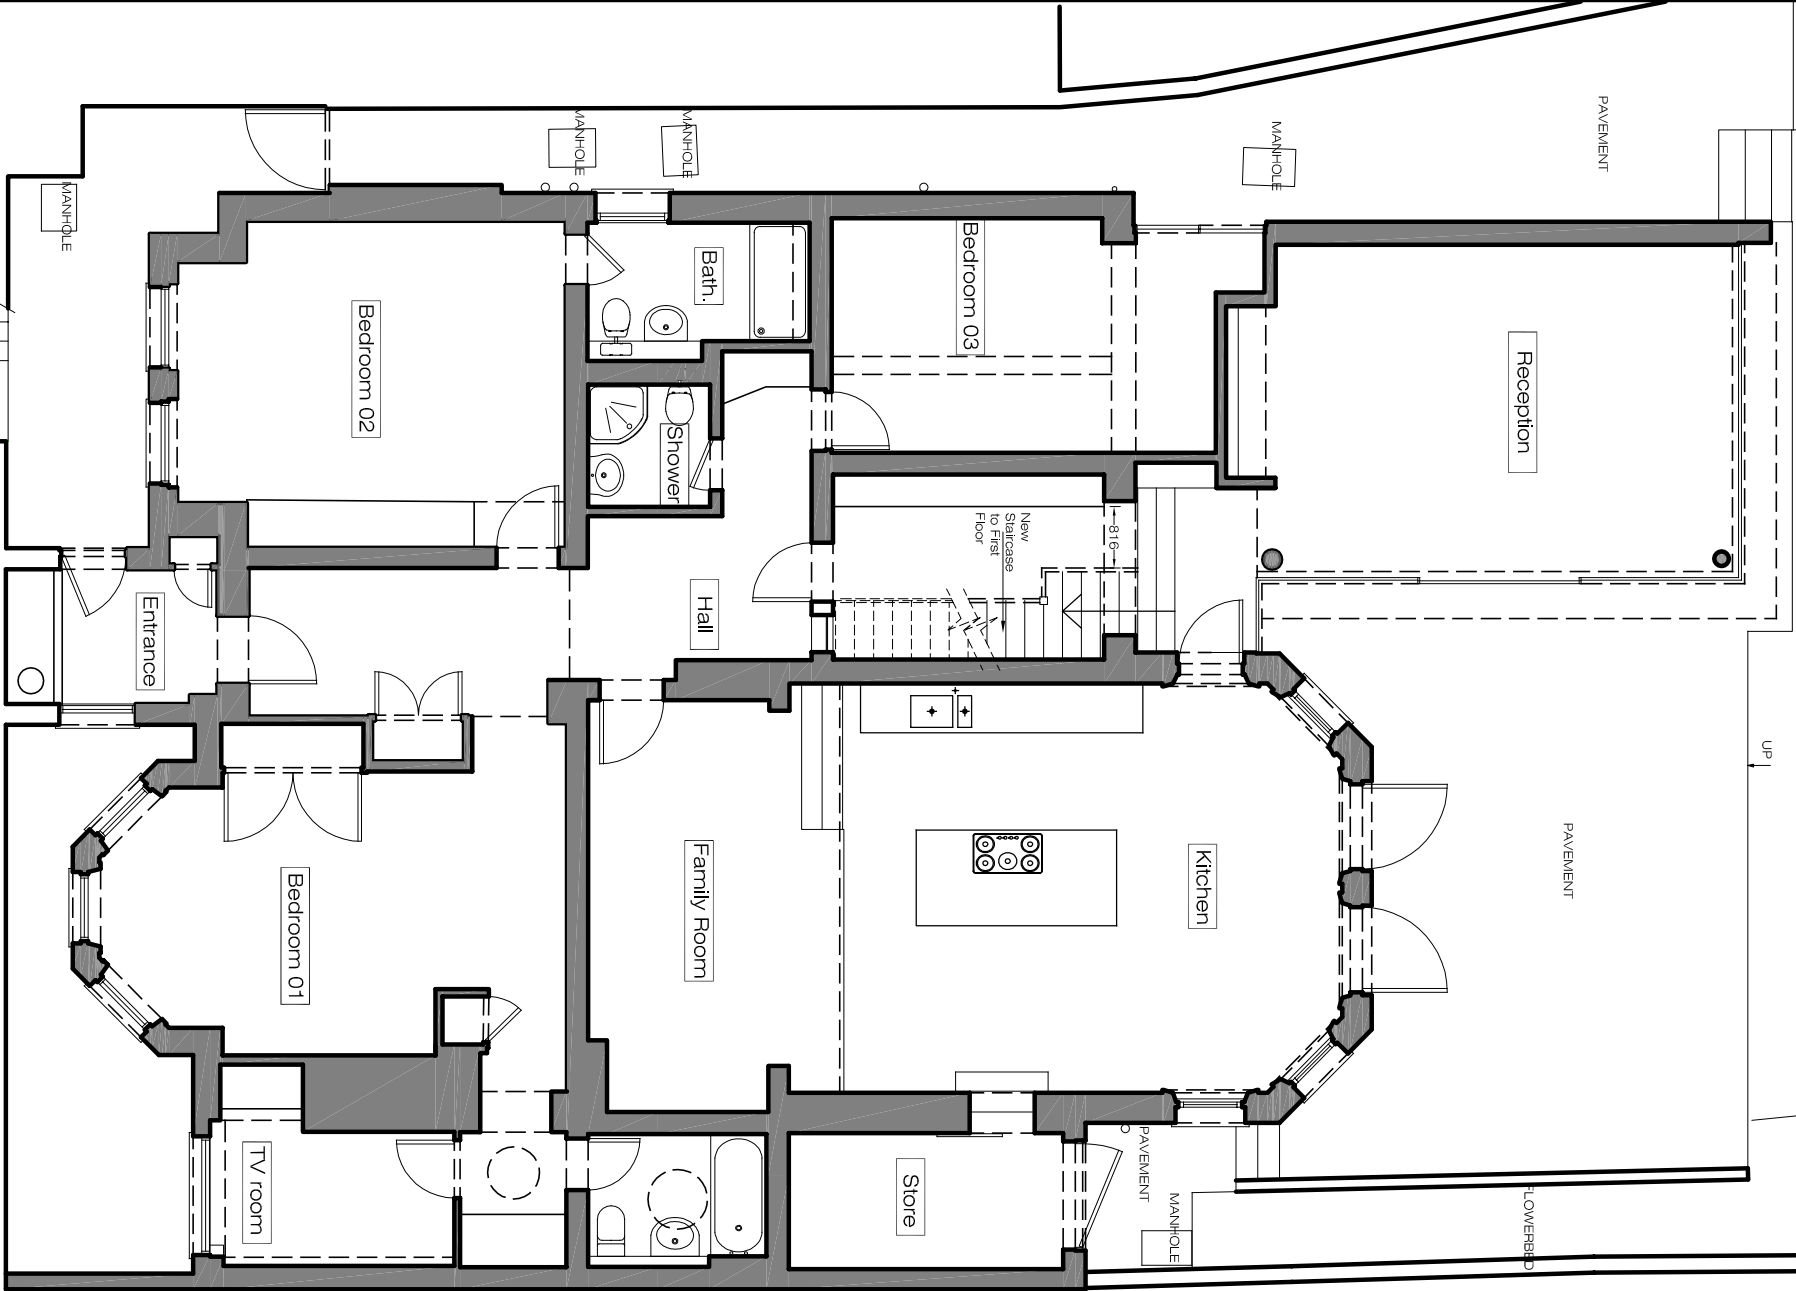 PAVEMENT
MANHOLE
MANHOLE
MANHOLE
MANHOLE
Bath.
Bedroom 03
Bedroom 02
Reception
Shower
New
Staircase
to First
Floor
816
Entrance
Hall
UP
PAVEMENT
Kitchen
Family Room
Bedroom 01
TV room
Store
PAVEMENT
MANHOLE
FLOWERBED